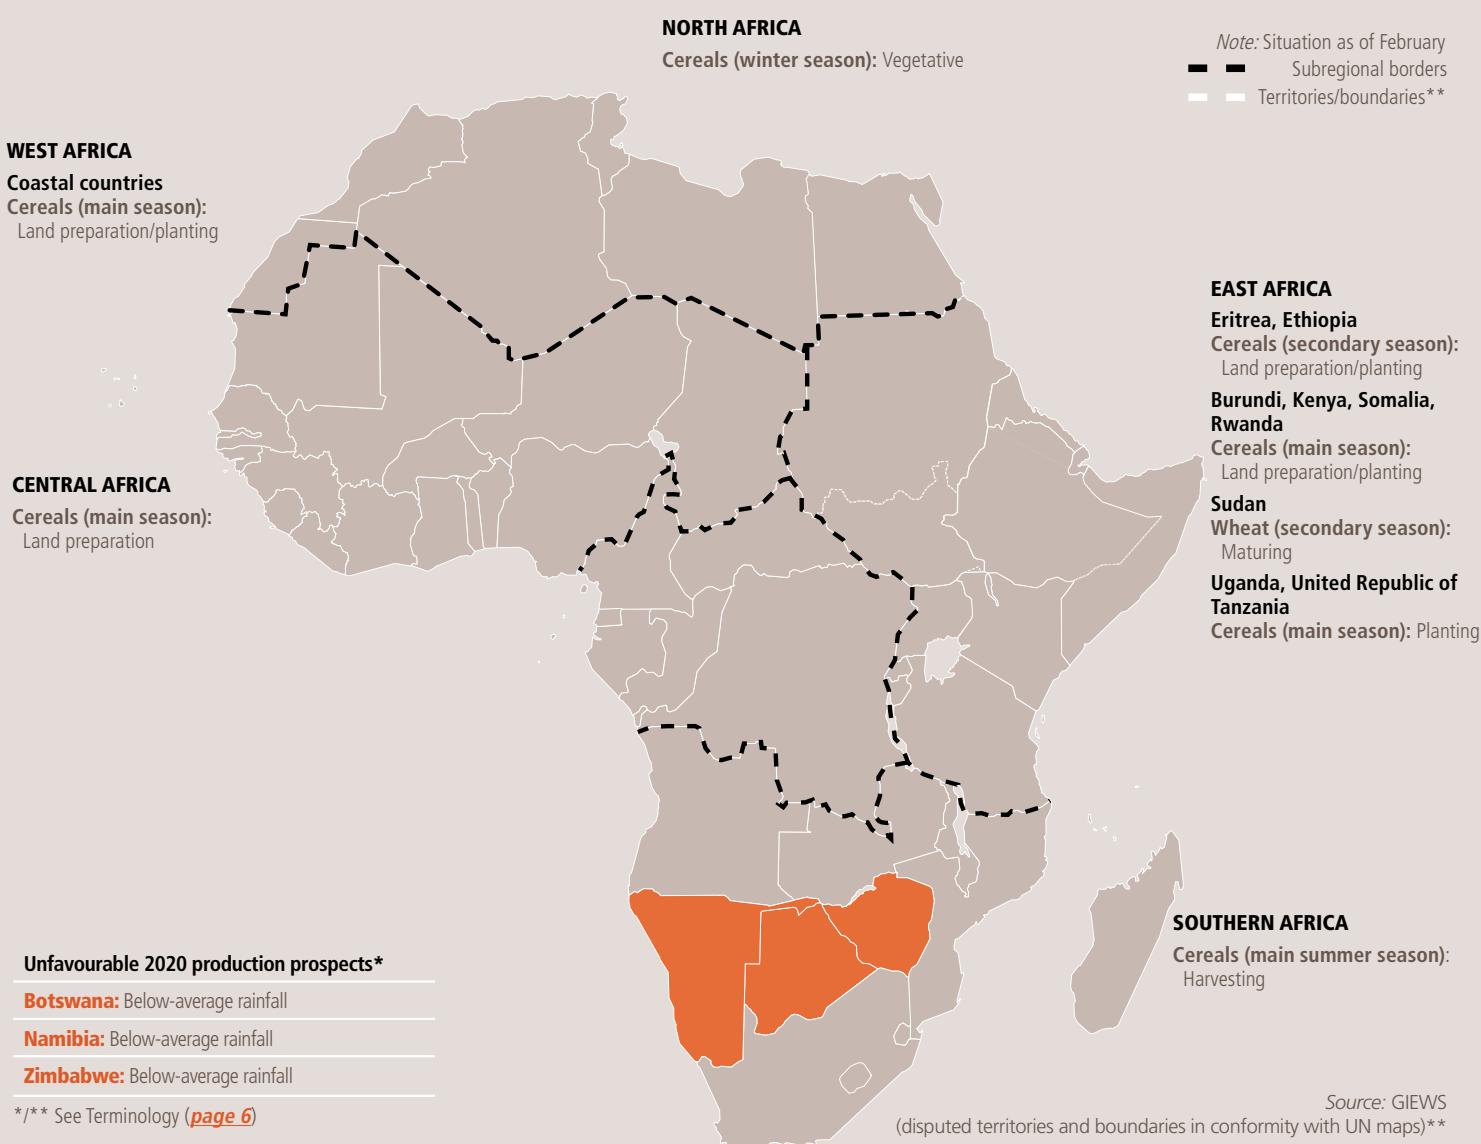 NORTH AFRICA
Cereals (winter season): Vegetative
Note: Situation as of February
Subregional borders
Territories/boundaries**
WEST AFRICA
Coastal countries
Cereals (main season):
Land preparation/planting
EAST AFRICA
Eritrea, Ethiopia
Cereals (secondary season):
Land preparation/planting
Burundi, Kenya, Somalia,
Rwanda
Cereals (main season):
Land preparation/planting
Sudan
Wheat (secondary season):
Maturing
Uganda, United Republic of
Tanzania
Cereals (main season): Planting
CENTRAL AFRICA
Cereals (main season):
Land preparation
SOUTHERN AFRICA
Cereals (main summer season):
Harvesting
Unfavourable 2020 production prospects*
Botswana: Below-average rainfall
Namibia: Below-average rainfall
Zimbabwe: Below-average rainfall
*/** See Terminology (page 6)
Source: GIEWS
(disputed territories and boundaries in conformity with UN maps)**